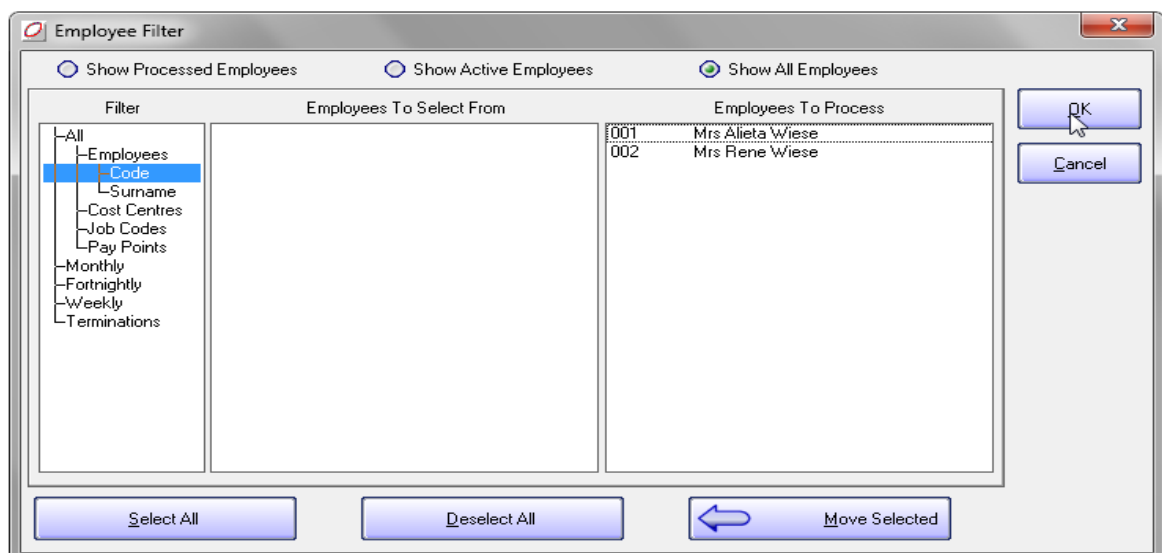 Employee Filter
Show Processed Employees Show Active Employees Show All Employees
Filter Employees To Select From Employees To Process
All
Employees
Code
Surname
Cost Centres
Job Codes
Pay Points
Monthly
Fortnightly
Weekly
Terminations
001 Mrs Alieta Wiese
002 Mrs Rene Wiese
OK
Cancel
Select All Deselect All Move Selected